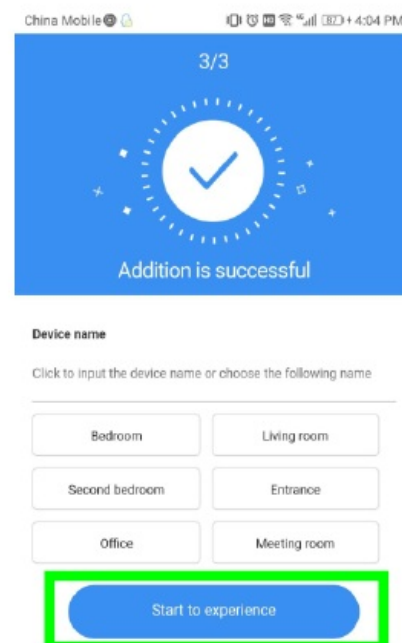 China Mobile 87 4:04 PM
3/3
Addition is successful
Device name
Click to input the device name or choose the following name
Bedroom Living room
Second bedroom Entrance
Office Meeting room
Start to experience